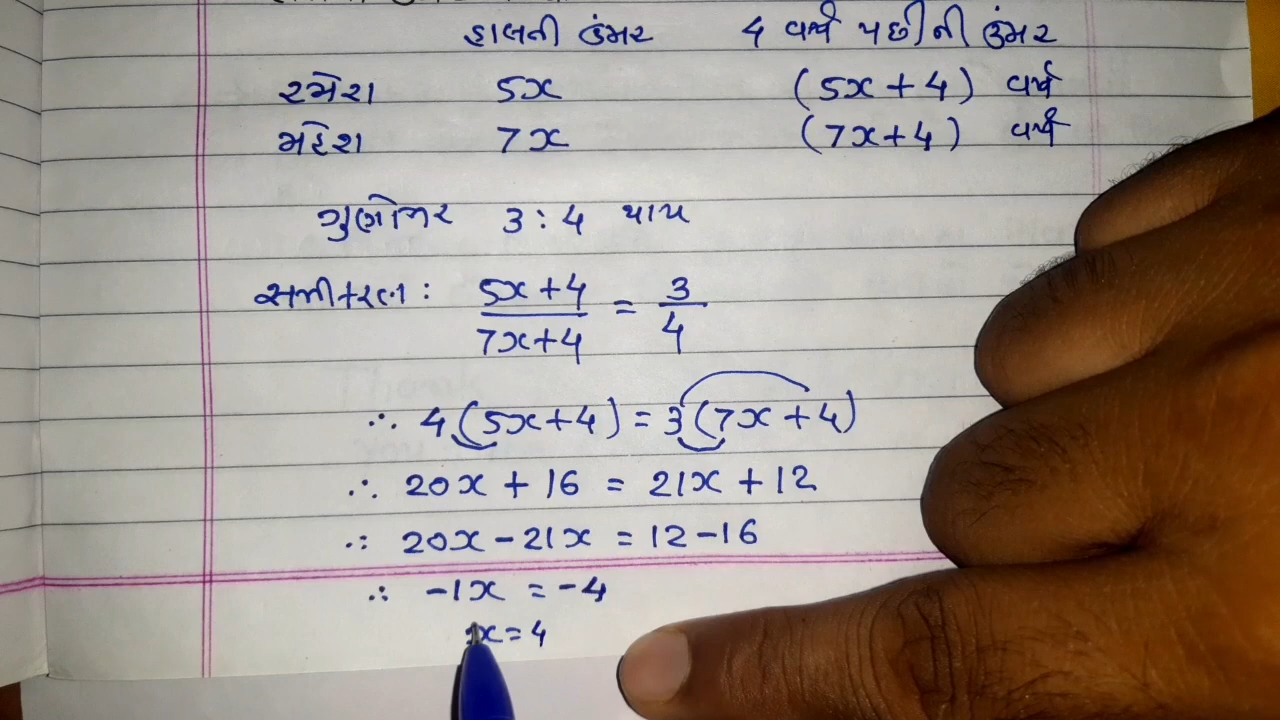 હાલની ઉંમર 4 વર્ષ પછીની ઉંમર
રમેશ 5x (5x + 4) વર્ષ
મહેશ 7x (7x + 4) વર્ષ
ગુણોત્તર 3 : 4 થાય
સમીકરણ : 5x + 4 / 7x + 4 = 3 / 4
∴ 4 (5x + 4) = 3 (7x + 4)
∴ 20x + 16 = 21x + 12
∴ 20x - 21x = 12 - 16
∴ -1x = -4
x = 4